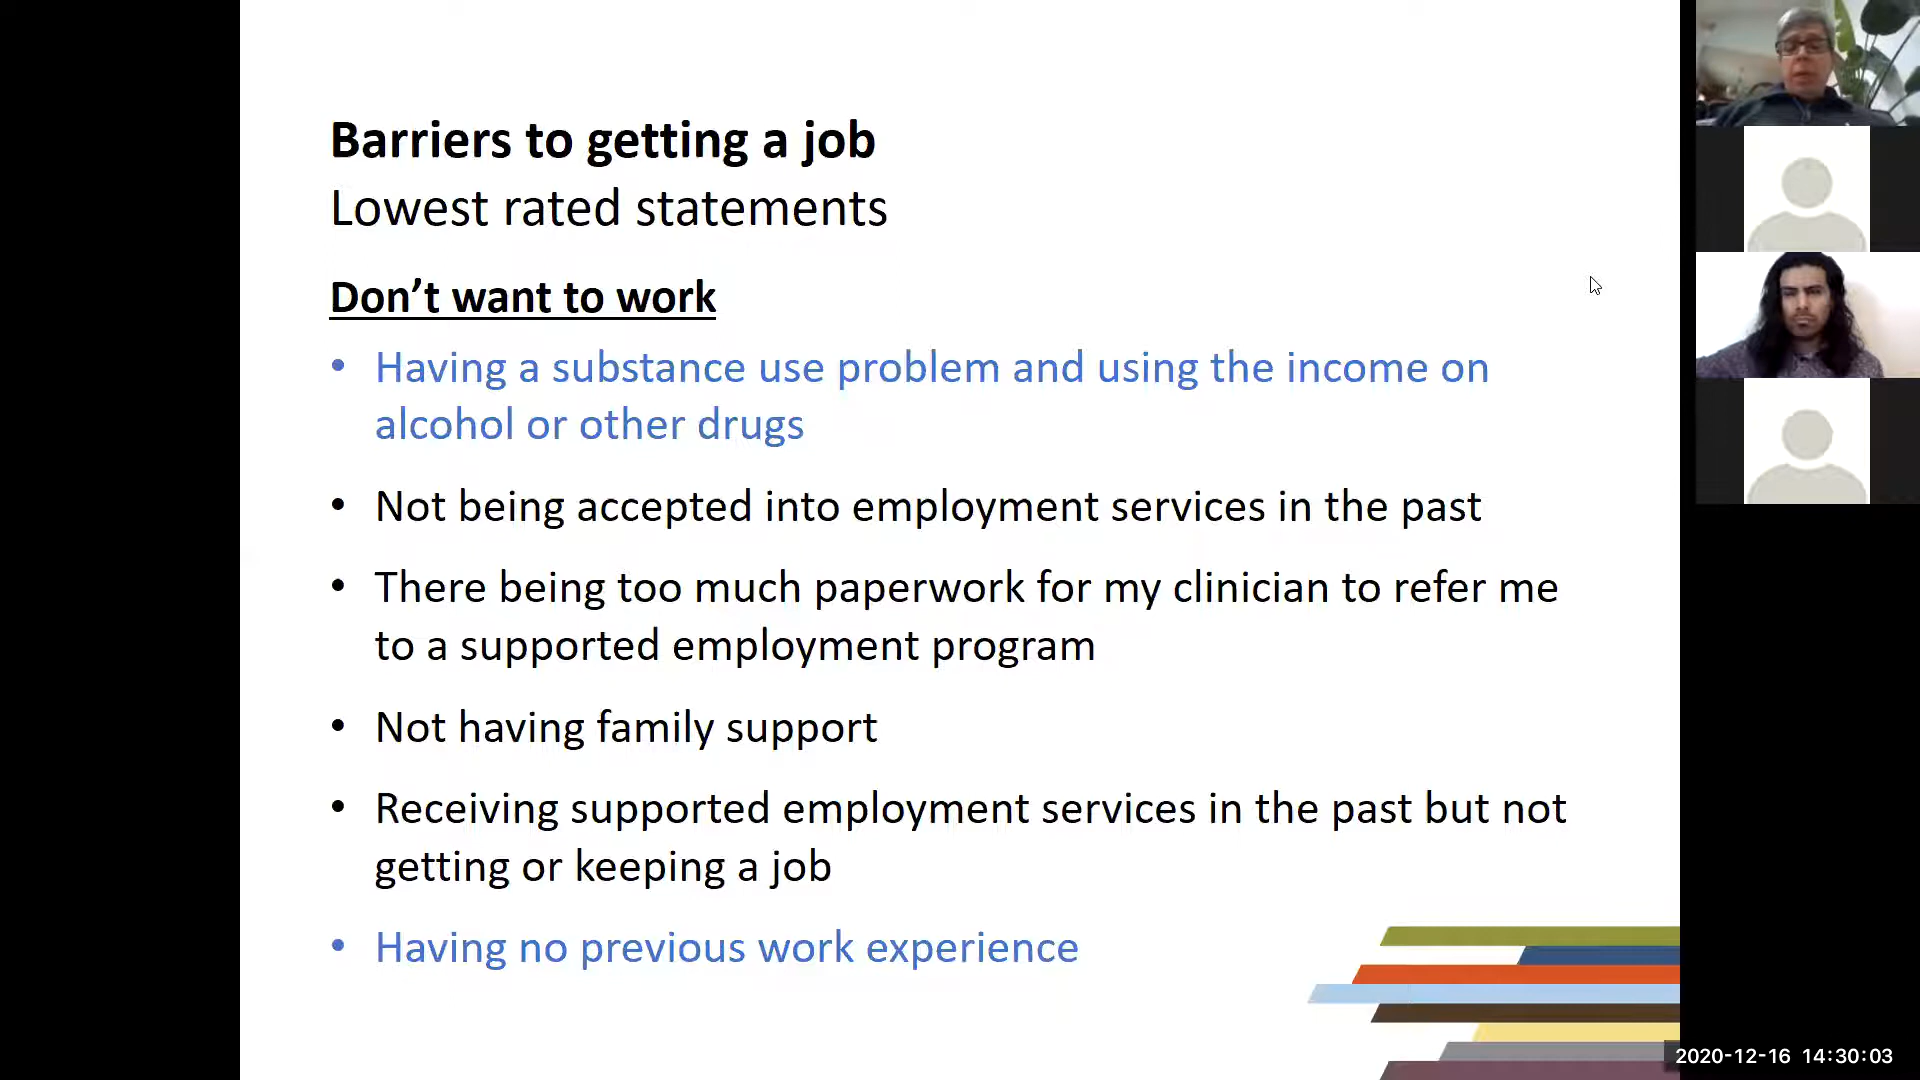 Barriers to getting a job
Lowest rated statements
Don’t want to work
• Having a substance use problem and using the income on
alcohol or other drugs
• Not being accepted into employment services in the past
• There being too much paperwork for my clinician to refer me
to a supported employment program
• Not having family support
• Receiving supported employment services in the past but not
getting or keeping a job
• Having no previous work experience
2020-12-16 14:30:03